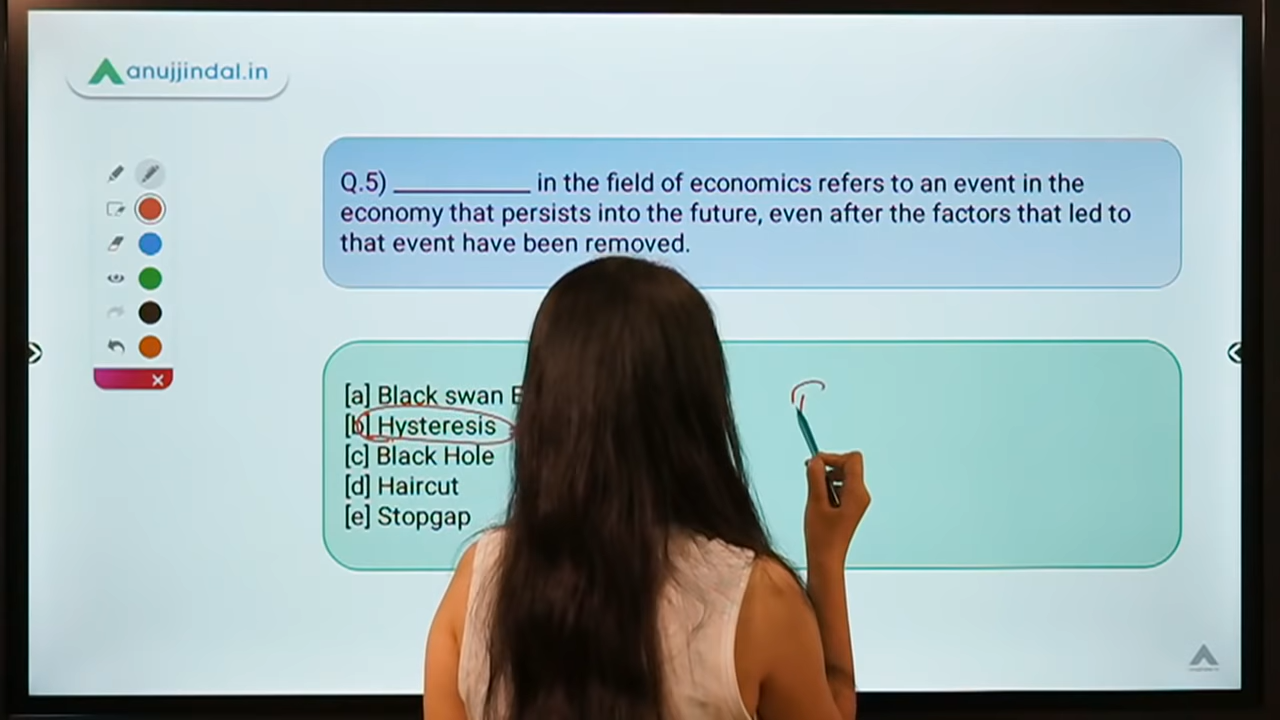 anujjindal.in
Q.5) __________ in the field of economics refers to an event in the
economy that persists into the future, even after the factors that led to
that event have been removed.
[a] Black swan
[b] Hysteresis
[c] Black Hole
[d] Haircut
[e] Stopgap